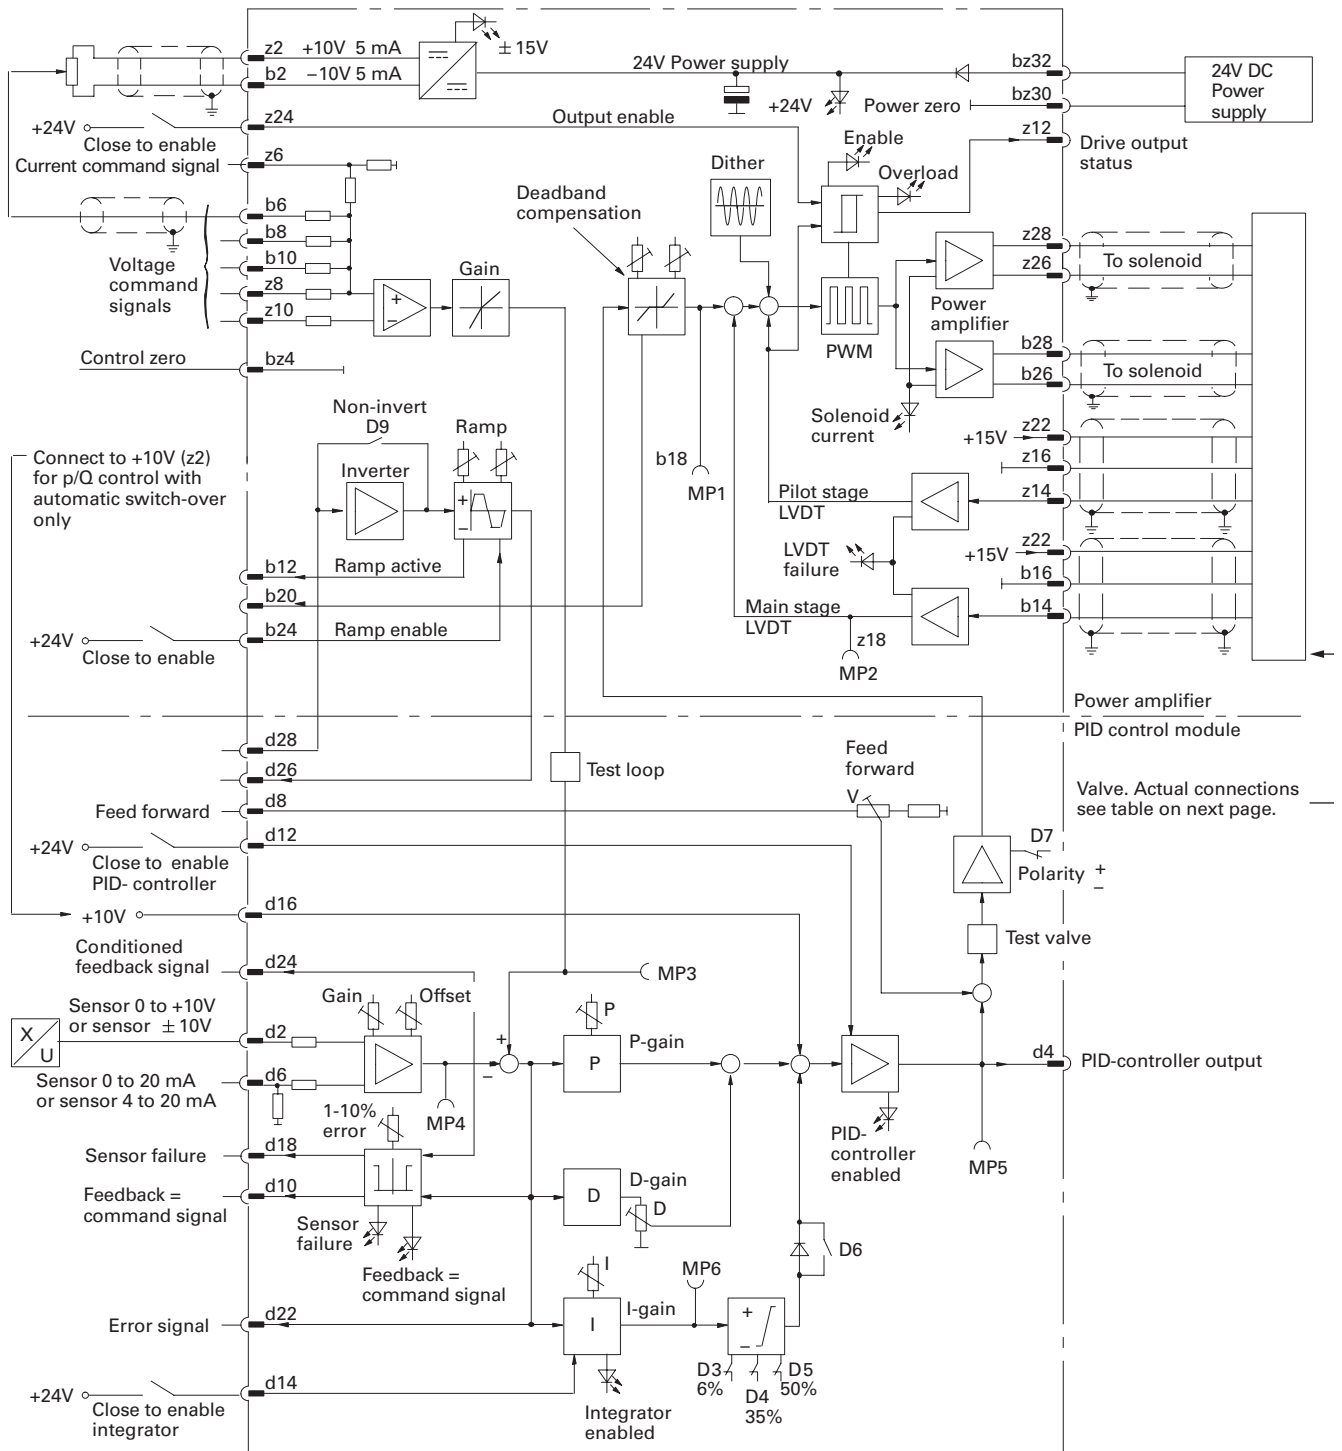 z2 +10V 5 mA
± 15V
b2 −10V 5 mA
24V Power supply
bz32
24V DC
Power
supply
+24V
Power zero
bz30
+24V
z24
Output enable
z12
Close to enable
Drive output
status
Current command signal
z6
Enable
Dither
Overload
b6
Deadband
compensation
b8
b10
z8
z10
Voltage
command
signals
Gain
+
−
z28
z26
To solenoid
Power
amplifier
PWM
b28
b26
To solenoid
Control zero
bz4
Solenoid
current
Non-invert
D9
Ramp
Inverter
+
−
Connect to +10V (z2)
for p/Q control with
automatic switch-over
only
b18
MP1
+15V
z22
z16
Pilot stage
LVDT
z14
LVDT
failure
+15V
z22
b16
b12
Ramp active
b20
Main stage
LVDT
b14
+24V
b24
Ramp enable
Close to enable
z18
MP2
Power amplifier
PID control module
d28
d26
Test loop
Feed
forward
V
Valve. Actual connections
see table on next page.
Feed forward
d8
+24V
d12
Close to enable
PID- controller
D7
Polarity +
−
+10V
d16
Test valve
Conditioned
feedback signal
d24
MP3
Sensor 0 to +10V
or sensor ± 10V
Gain
Offset
X
U
d2
P
P-gain
P
+
−
d4
PID-controller output
Sensor 0 to 20 mA
or sensor 4 to 20 mA
d6
MP4
1-10%
error
PID-
controller
enabled
MP5
Sensor failure
d18
Feedback =
command signal
d10
D
D-gain
D
Sensor
failure
Feedback =
command signal
D6
MP6
I
I-gain
I
+
−
Error signal
d22
D3
6%
D4
35%
D5
50%
+24V
d14
Close to enable
integrator
Integrator
enabled